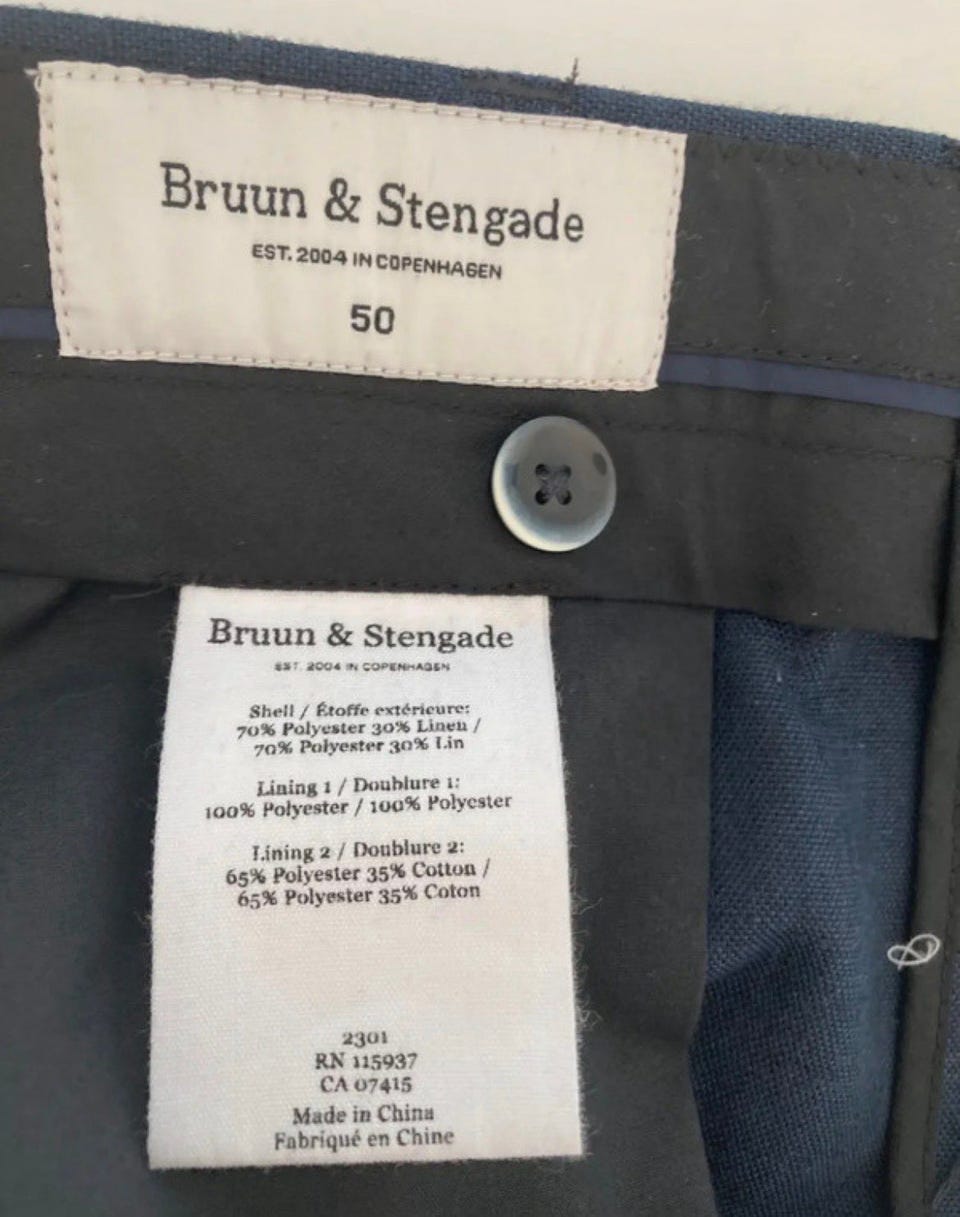 Bruun & Stengade
EST. 2004 IN COPENHAGEN
50
Bruun & Stengade
EST. 2004 IN COPENHAGEN
Shell / Étoffe extérieure:
70% Polyester 30% Linen /
70% Polyester 30% Lin
Lining 1 / Doublure 1:
100% Polyester / 100% Polyester
Lining 2 / Doublure 2:
65% Polyester 35% Cotton /
65% Polyester 35% Coton
2301
RN 115937
CA 07415
Made in China
Fabriqué en Chine